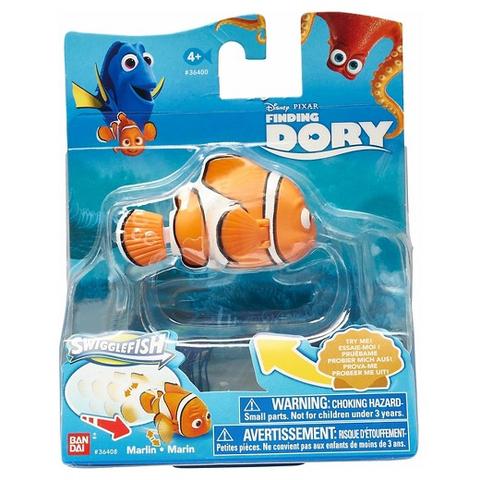 4+
#36400
Disney • PIXAR
FINDING
DORY
SWIGGLEFISH
TRY ME!
ESSAIE-MOI !
PRUÉBAME
PROBIER MICH AUS!
PROVA-ME
PROBEER ME UIT!
WARNING: CHOKING HAZARD-
Small parts. Not for children under 3 years.
AVERTISSEMENT: RISQUE D'ÉTOUFFEMENT-
Petites pièces. Ne convient pas aux enfants de moins de 3 ans.
BAN
DAI
#36408
Marlin • Marin